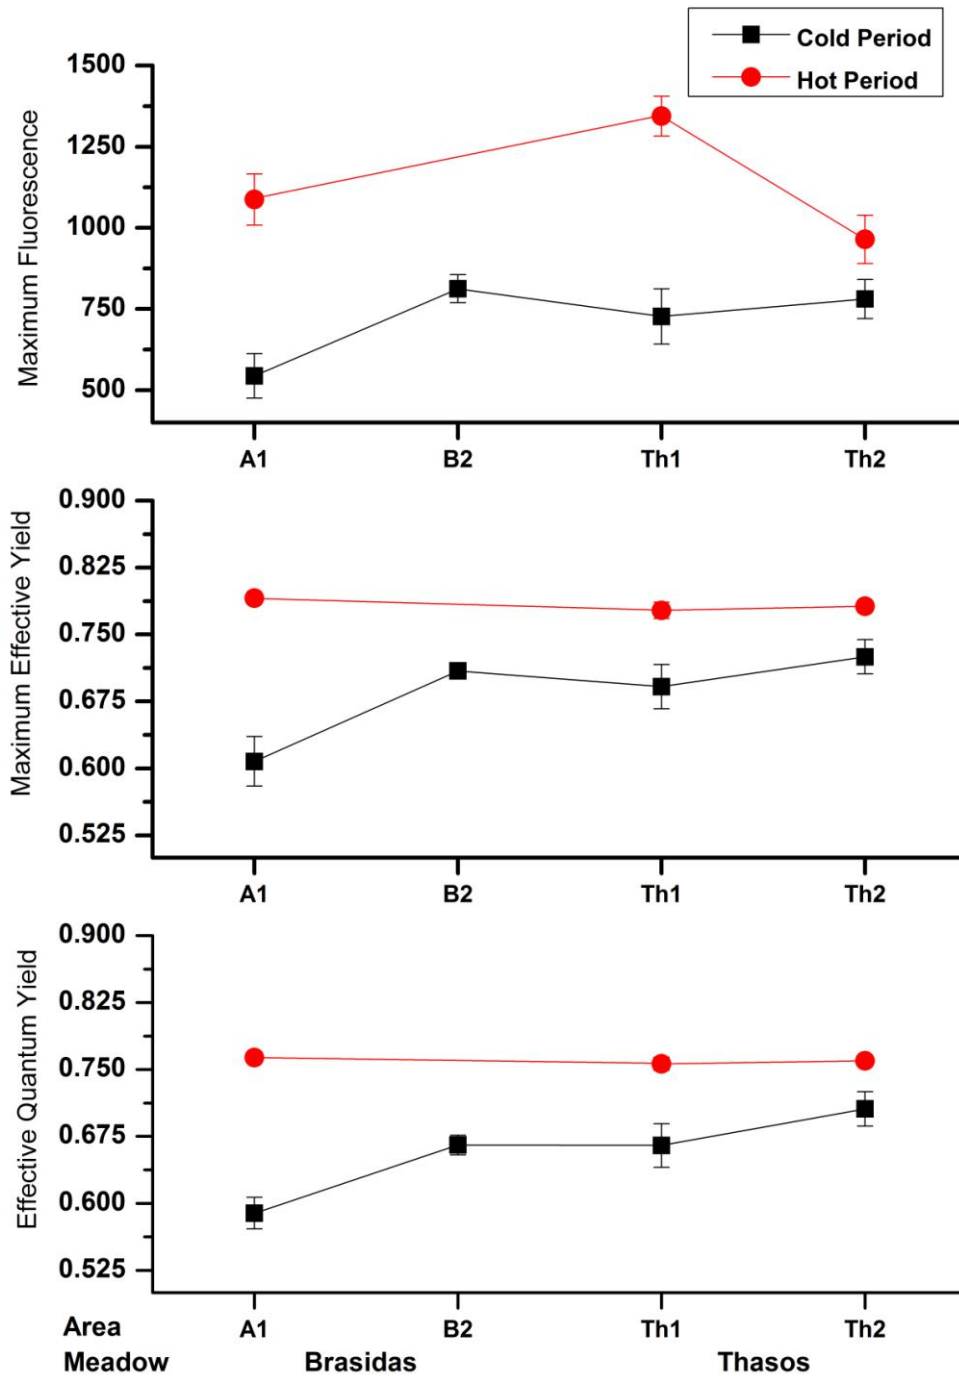 Cold Period
Hot Period
Maximum Fluorescence
1500
1250
1000
750
500
A1 B2 Th1 Th2
Maximum Effective Yield
0.900
0.825
0.750
0.675
0.600
0.525
A1 B2 Th1 Th2
Effective Quantum Yield
0.900
0.825
0.750
0.675
0.600
0.525
Area A1 B2 Th1 Th2
Meadow Brasidas Thasos